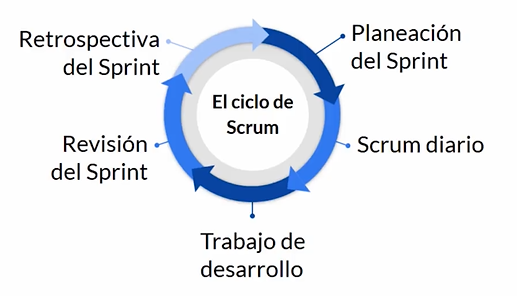 Retrospectiva
del Sprint
Planeación
del Sprint
El ciclo de
Scrum
Revisión
del Sprint
Scrum diario
Trabajo de
desarrollo